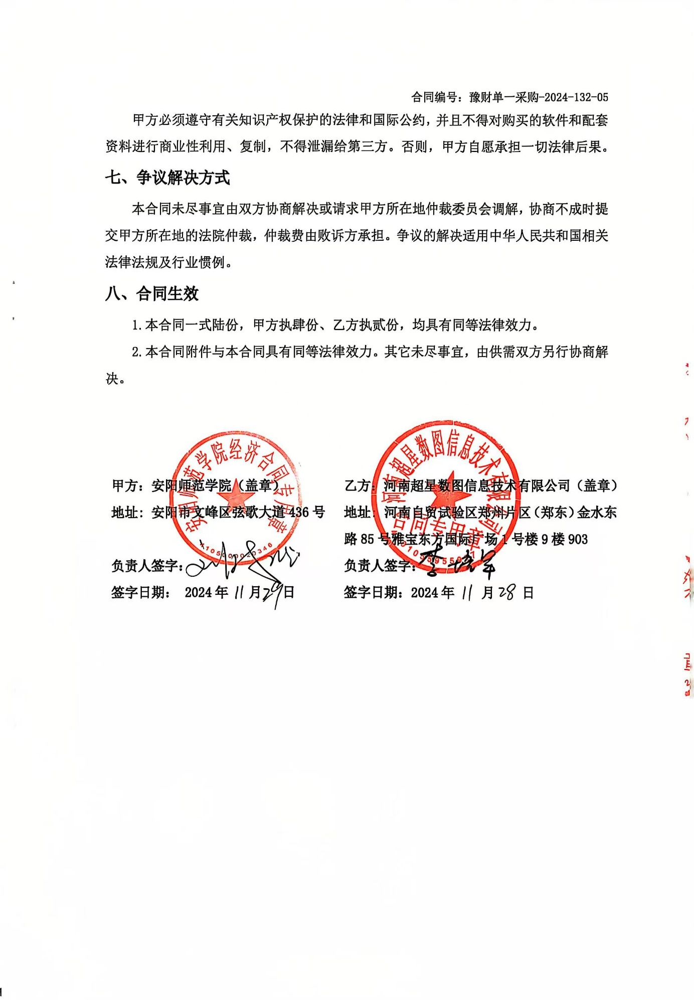 合同编号：豫财单一采购-2024-132-05
甲方必须遵守有关知识产权保护的法律和国际公约，并且不得对购买的软件和配套
资料进行商业性利用、复制，不得泄漏给第三方。否则，甲方自愿承担一切法律后果。
七、争议解决方式
本合同未尽事宜由双方协商解决或请求甲方所在地仲裁委员会调解，协商不成时提
交甲方所在地的法院仲裁，仲裁费由败诉方承担。争议的解决适用中华人民共和国相关
法律法规及行业惯例。
八、合同生效
1.本合同一式陆份，甲方执肆份、乙方执贰份，均具有同等法律效力。
2.本合同附件与本合同具有同等法律效力。其它未尽事宜，由供需双方另行协商解
决。
安阳师范学院经济合同专用章
4105000020346
河南超星数图信息技术有限公司
合同专用章
甲方：安阳师范学院（盖章）
地址：安阳市文峰区弦歌大道436号
负责人签字：
签字日期： 2024年 11月29日
乙方：河南超星数图信息技术有限公司（盖章）
地址：河南自贸试验区郑州片区（郑东）金水东
路85号雅宝东方国际广场1号楼9楼903
负责人签字：
签字日期：2024年 11 月 28 日